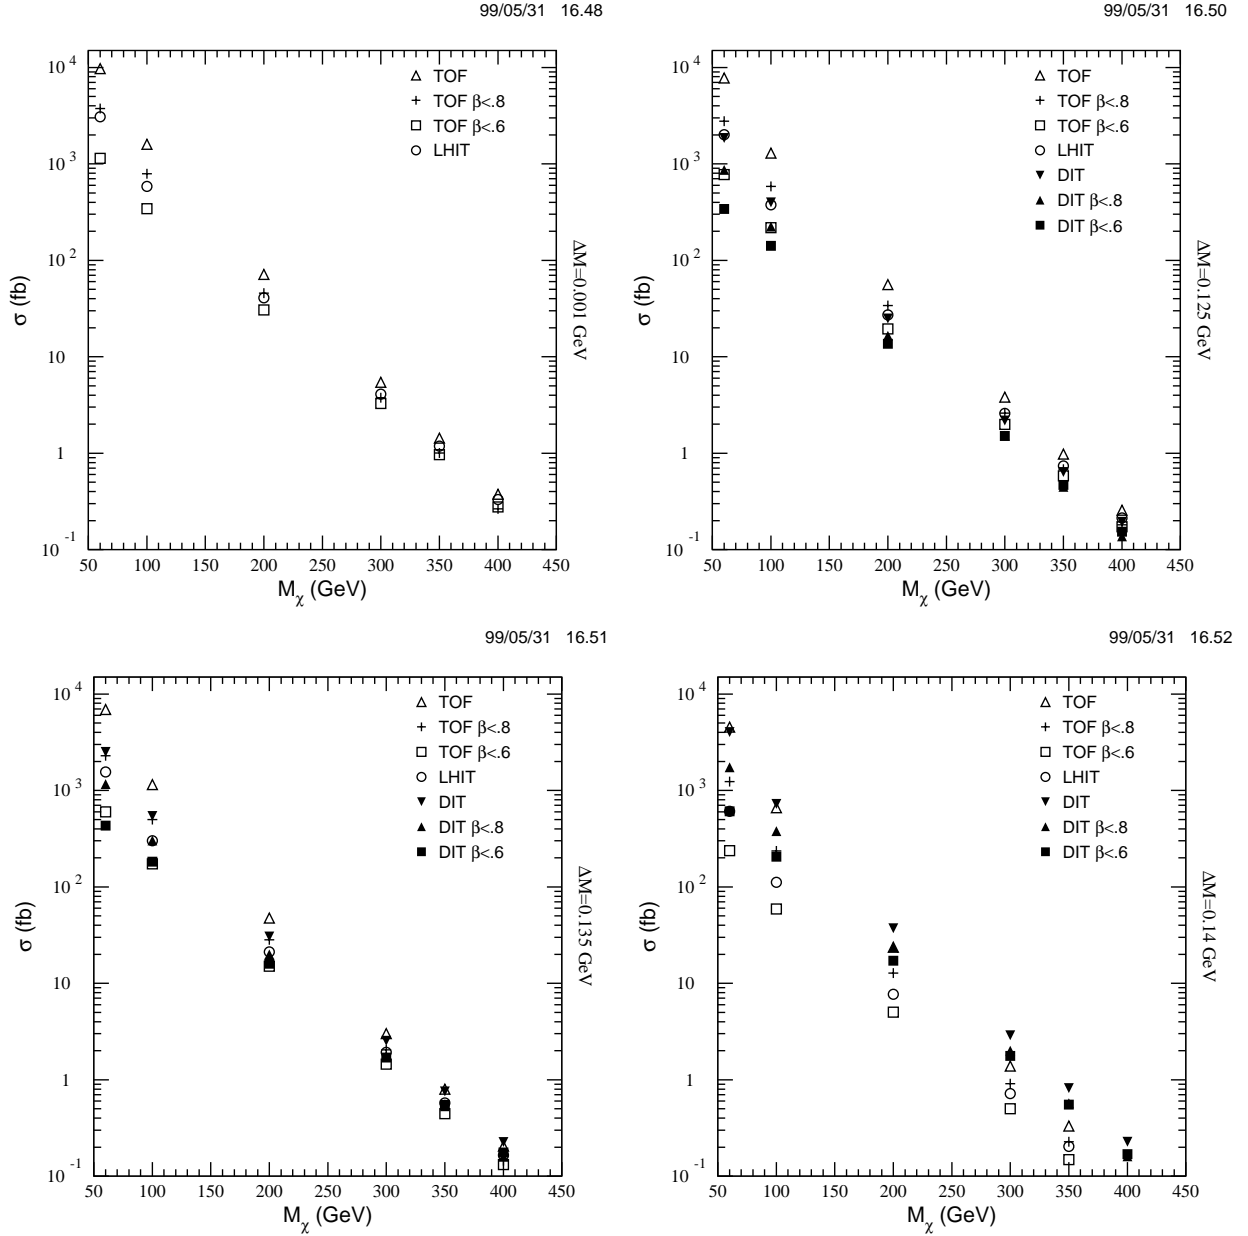 99/05/31 16.48
10^4
10^3
10^2
10
1
10^-1
σ (fb)
△ TOF
+ TOF β<.8
□ TOF β<.6
○ LHIT
ΔM=0.001 GeV
50 100 150 200 250 300 350 400 450
M_χ (GeV)
99/05/31 16.50
10^4
10^3
10^2
10
1
10^-1
σ (fb)
△ TOF
+ TOF β<.8
□ TOF β<.6
○ LHIT
▼ DIT
▲ DIT β<.8
■ DIT β<.6
ΔM=0.125 GeV
50 100 150 200 250 300 350 400 450
M_χ (GeV)
99/05/31 16.51
10^4
10^3
10^2
10
1
10^-1
σ (fb)
△ TOF
+ TOF β<.8
□ TOF β<.6
○ LHIT
▼ DIT
▲ DIT β<.8
■ DIT β<.6
ΔM=0.135 GeV
50 100 150 200 250 300 350 400 450
M_χ (GeV)
99/05/31 16.52
10^4
10^3
10^2
10
1
10^-1
σ (fb)
△ TOF
+ TOF β<.8
□ TOF β<.6
○ LHIT
▼ DIT
▲ DIT β<.8
■ DIT β<.6
ΔM=0.14 GeV
50 100 150 200 250 300 350 400 450
M_χ (GeV)